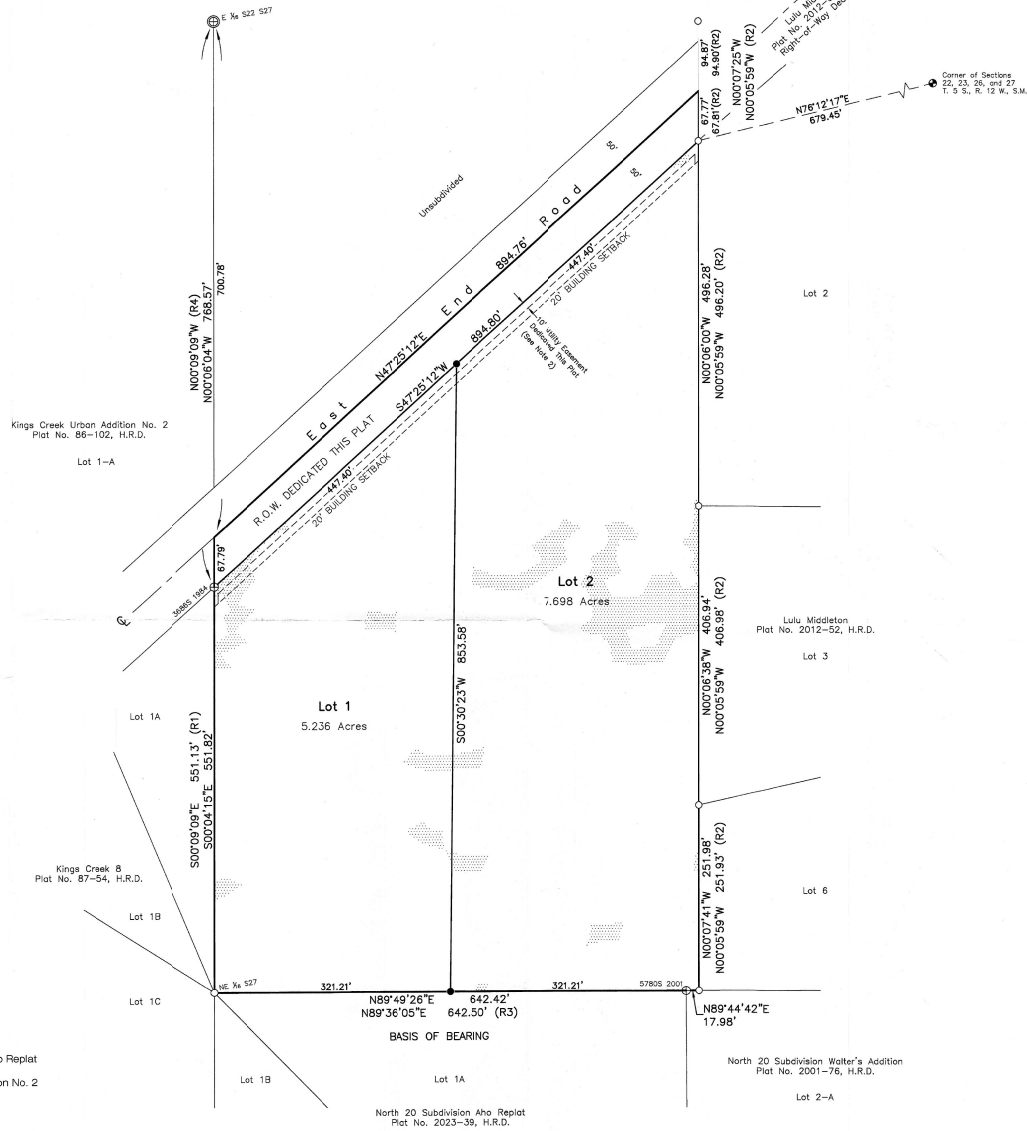 E 1/16 S22 S27
94.87'
94.90'(R2)
N00°07'25"W
N00°05'59"W (R2)
67.77'
67.81'(R2)
Plat No. 2012-
Right-of-Way
Corner of Sections
22, 23, 26, and 27
T. 5 S., R. 12 W., S.M.
N76°12'17"E
679.45'
50'
50'
Unsubdivided
East End Road
894.76'
N47°25'12"E
447.40'
20' BUILDING SETBACK
894.80'
S47°25'12"W
10' Utility Easement
Dedicated This Plat
(See Note 2)
R.O.W. DEDICATED THIS PLAT
447.40'
20' BUILDING SETBACK
N00°09'09"W (R4)
N00°06'04"W 768.57'
700.78'
N00°06'00"W 496.28'
N00°05'59"W 496.20' (R2)
Lot 2
Kings Creek Urban Addition No. 2
Plat No. 86-102, H.R.D.
Lot 1-A
67.79'
3686S 1984
℄
Lot 2
7.698 Acres
N00°06'38"W 406.94'
N00°05'59"W 406.98' (R2)
Lulu Middleton
Plat No. 2012-52, H.R.D.
Lot 3
S00°30'23"W 853.58'
Lot 1
5.236 Acres
Lot 1A
S00°09'09"E 551.13' (R1)
S00°04'15"E 551.82'
Kings Creek 8
Plat No. 87-54, H.R.D.
Lot 1B
N00°07'41"W 251.98'
N00°05'59"W 251.93' (R2)
Lot 6
Lot 1C
NE 1/16 S27
321.21'
321.21'
5780S 2001
N89°49'26"E 642.42'
N89°36'05"E 642.50' (R3)
N89°44'42"E
17.98'
BASIS OF BEARING
Replat
on No. 2
Lot 1B
Lot 1A
North 20 Subdivision Walter's Addition
Plat No. 2001-76, H.R.D.
Lot 2-A
North 20 Subdivision Aho Replat
Plat No. 2023-39, H.R.D.